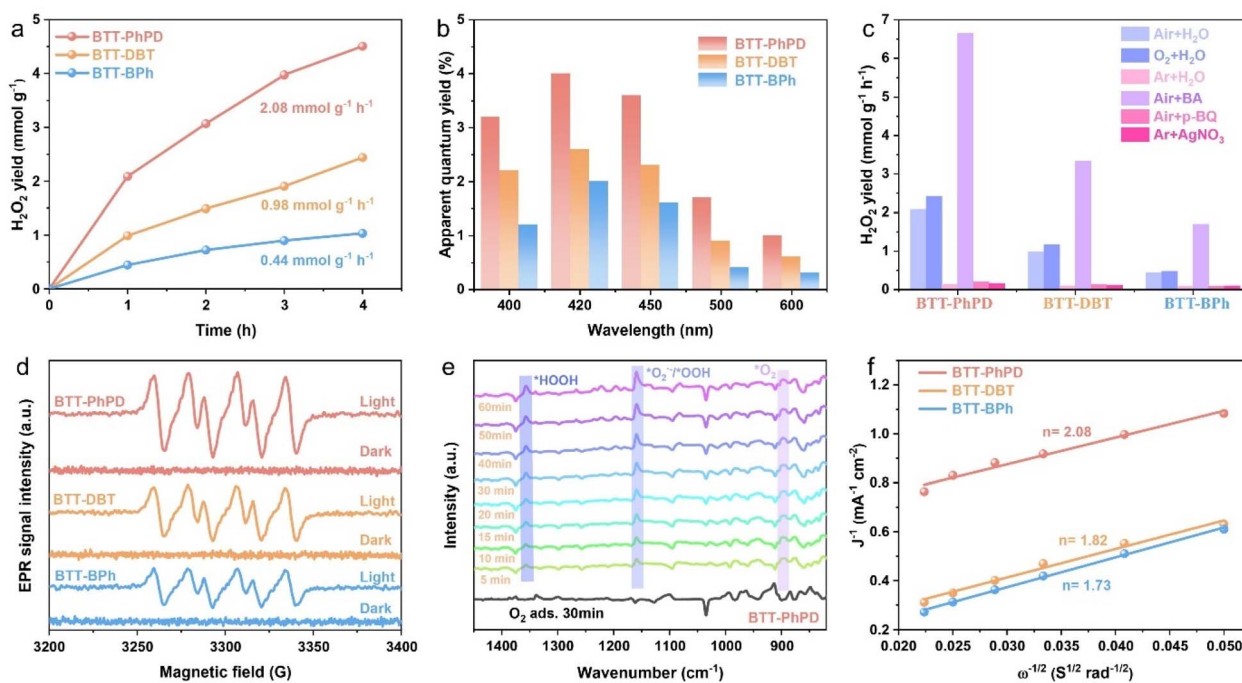 a
5
4
3
2
1
0
H₂O₂ yield (mmol g⁻¹)
BTT-PhPD
BTT-DBT
BTT-BPh
2.08 mmol g⁻¹ h⁻¹
0.98 mmol g⁻¹ h⁻¹
0.44 mmol g⁻¹ h⁻¹
0 1 2 3 4
Time (h)
b
5
4
3
2
1
0
Apparent quantum yield (%)
BTT-PhPD
BTT-DBT
BTT-BPh
400 420 450 500 600
Wavelength (nm)
c
7
6
5
4
3
2
1
0
H₂O₂ yield (mmol g⁻¹ h⁻¹)
Air+H₂O
O₂+H₂O
Ar+H₂O
Air+BA
Air+p-BQ
Ar+AgNO₃
BTT-PhPD BTT-DBT BTT-BPh
d
EPR signal intensity (a.u.)
BTT-PhPD Light
Dark
BTT-DBT Light
Dark
BTT-BPh Light
Dark
3200 3250 3300 3350 3400
Magnetic field (G)
e
Intensity (a.u.)
*HOOH *O₂⁻/*OOH *O₂
60min
50min
40min
30 min
20 min
15 min
10 min
5 min
O₂ ads. 30min
BTT-PhPD
1400 1300 1200 1100 1000 900
Wavenumber (cm⁻¹)
f
1.4
1.2
1.0
0.8
0.6
0.4
0.2
J⁻¹ (mA⁻¹ cm⁻²)
BTT-PhPD
BTT-DBT
BTT-BPh
n= 2.08
n= 1.82
n= 1.73
0.020 0.025 0.030 0.035 0.040 0.045 0.050
ω⁻¹/² (S¹/² rad⁻¹/²)